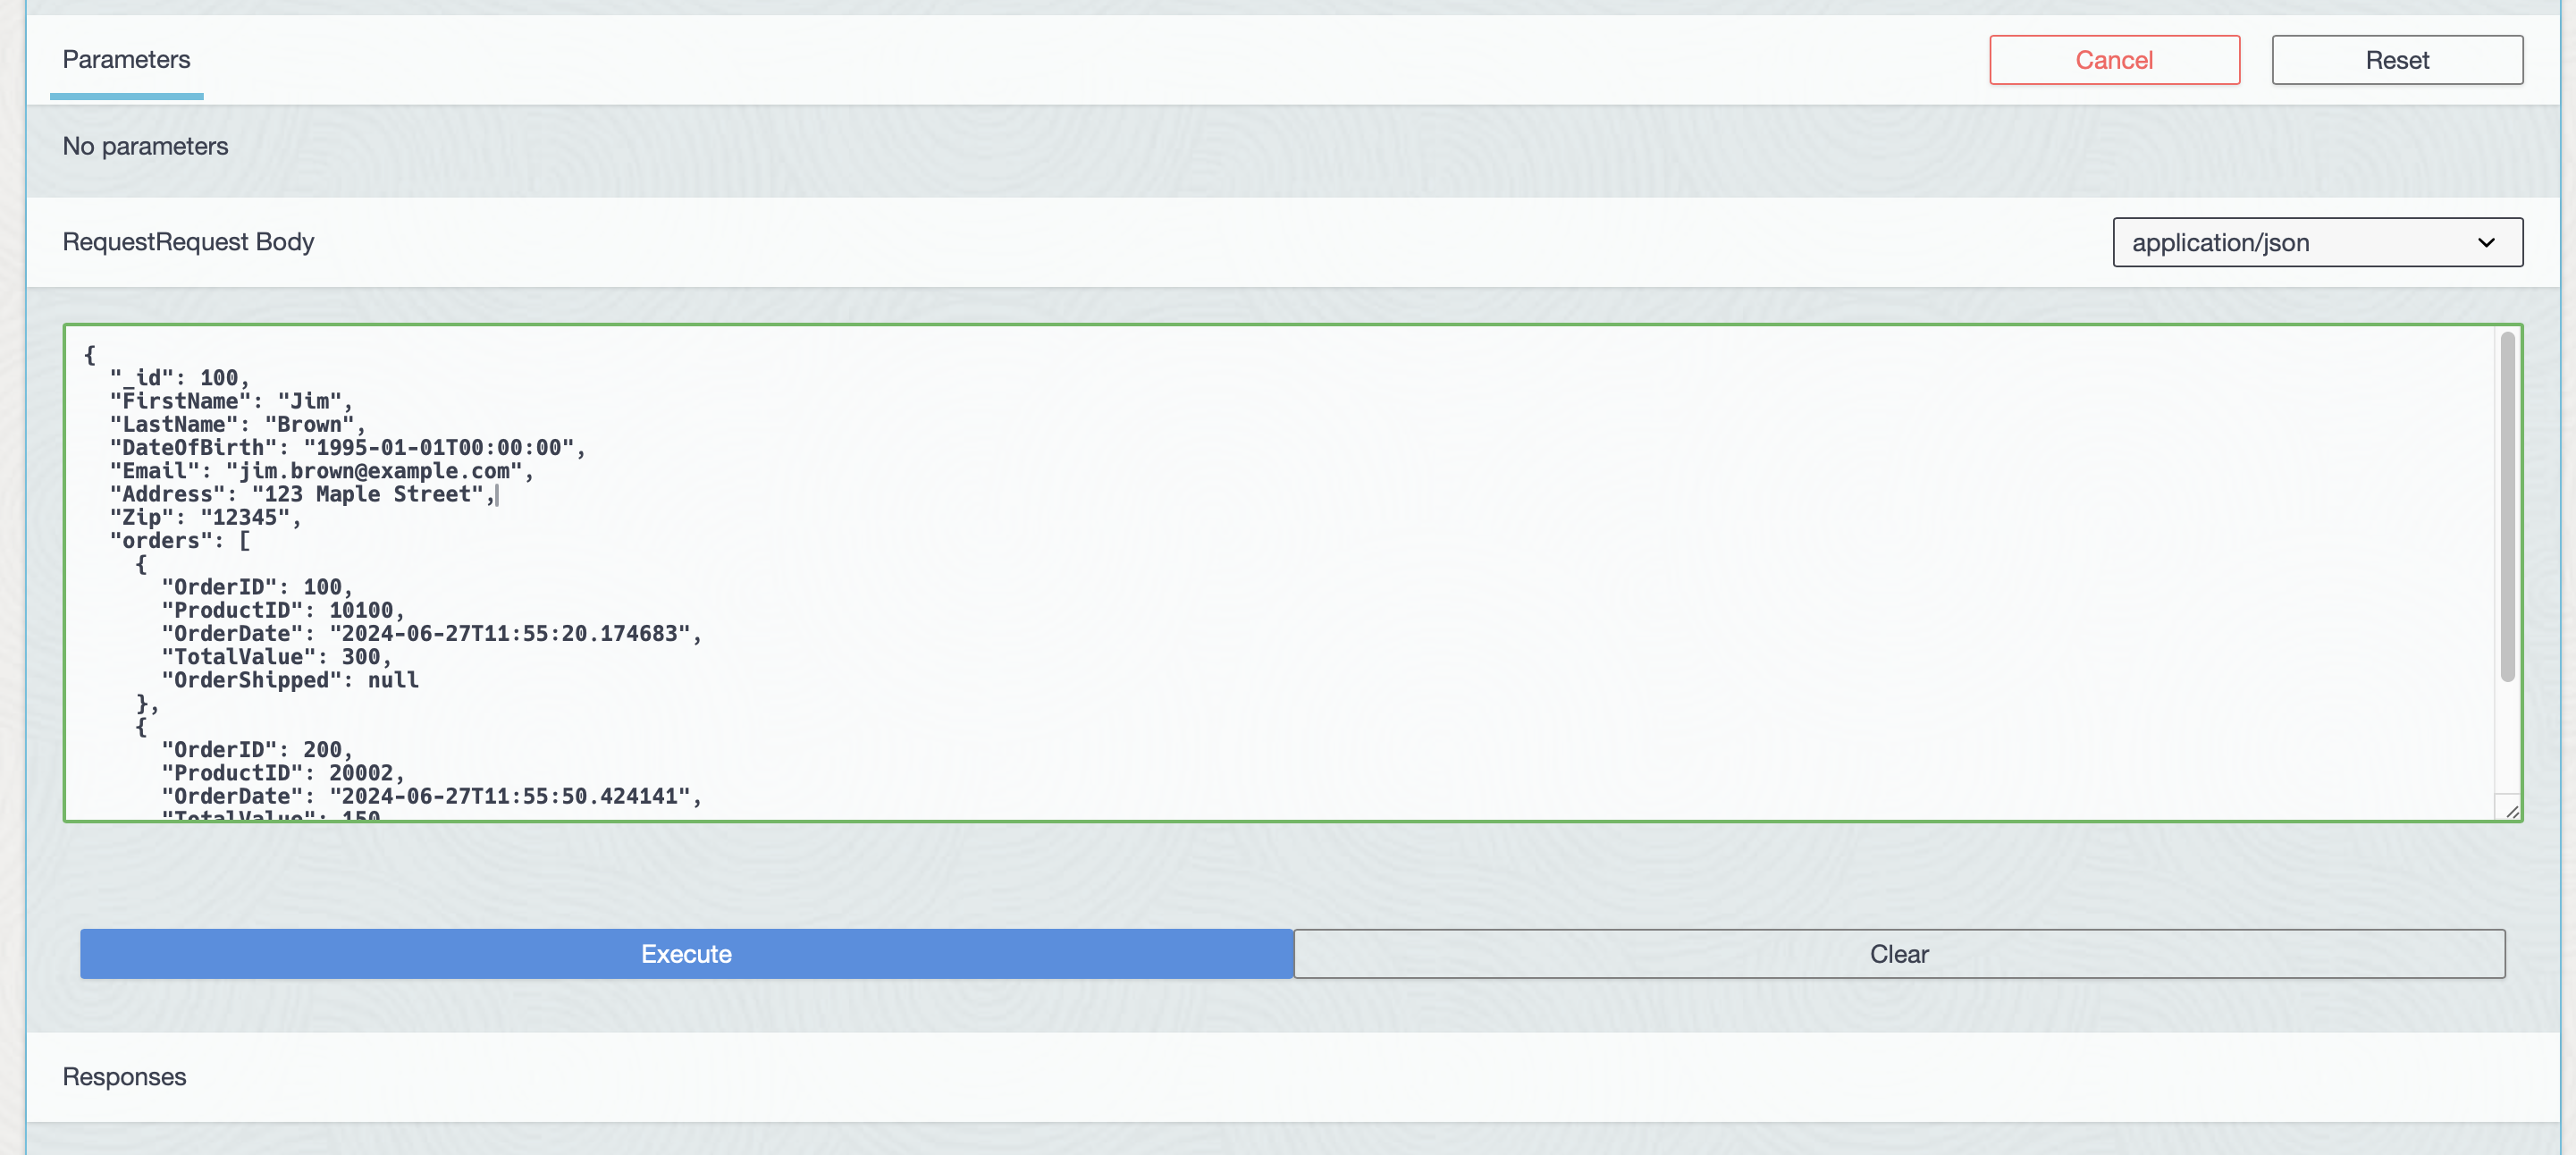 Parameters
Cancel
Reset
No parameters
RequestRequest Body
application/json
{
  "_id": 100,
  "FirstName": "Jim",
  "LastName": "Brown",
  "DateOfBirth": "1995-01-01T00:00:00",
  "Email": "jim.brown@example.com",
  "Address": "123 Maple Street",
  "Zip": "12345",
  "orders": [
    {
      "OrderID": 100,
      "ProductID": 10100,
      "OrderDate": "2024-06-27T11:55:20.174683",
      "TotalValue": 300,
      "OrderShipped": null
    },
    {
      "OrderID": 200,
      "ProductID": 20002,
      "OrderDate": "2024-06-27T11:55:50.424141",
      "TotalValue": 150
Execute
Clear
Responses